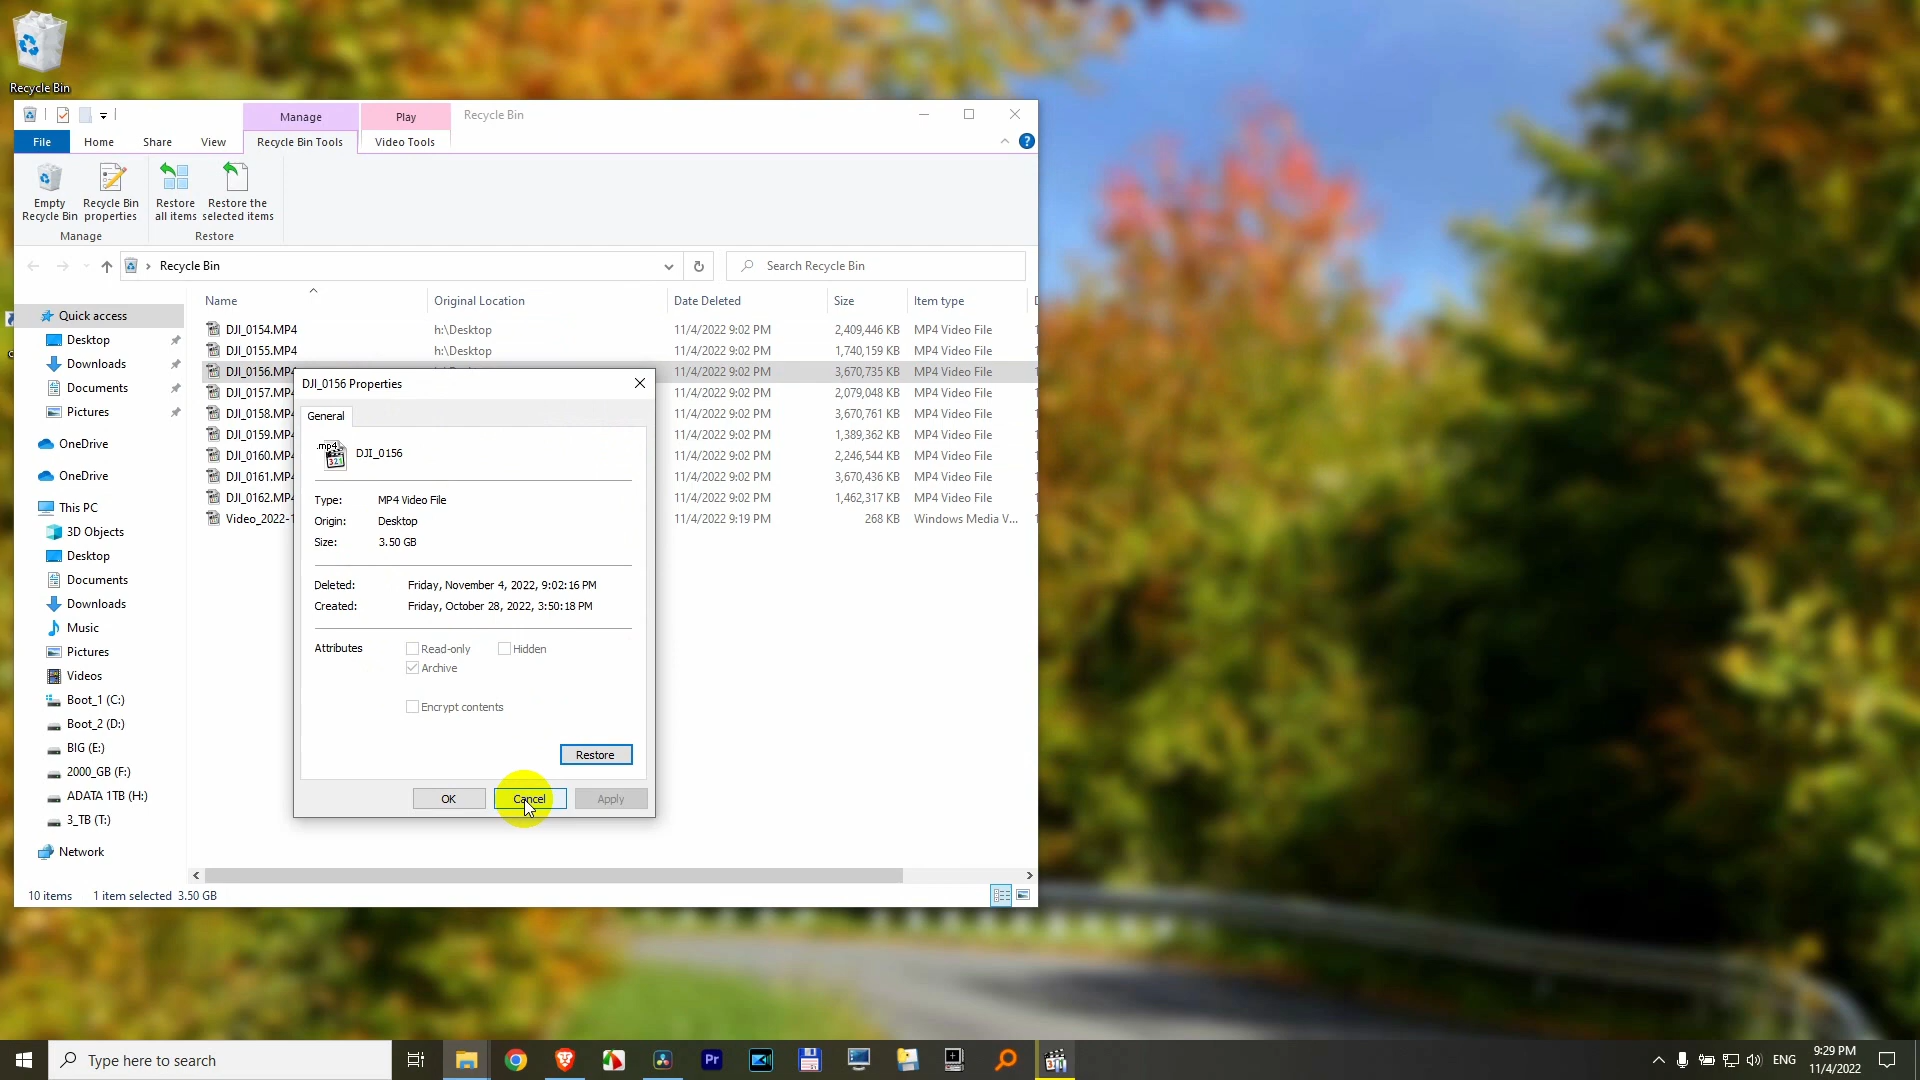 Recycle Bin
Manage
Play
Recycle Bin
File
Home
Share
View
Recycle Bin Tools
Video Tools
Empty
Recycle Bin
Recycle Bin
properties
Restore
all items
Restore the
selected items
Manage
Restore
Recycle Bin
Search Recycle Bin
Name
Original Location
Date Deleted
Size
Item type
Quick access
Desktop
Downloads
Documents
Pictures
OneDrive
OneDrive
This PC
3D Objects
Desktop
Documents
Downloads
Music
Pictures
Videos
Boot_1 (C:)
Boot_2 (D:)
BIG (E:)
2000_GB (F:)
ADATA 1TB (H:)
3_TB (T:)
Network
DJI_0154.MP4 h:\Desktop 11/4/2022 9:02 PM 2,409,446 KB MP4 Video File
DJI_0155.MP4 h:\Desktop 11/4/2022 9:02 PM 1,740,159 KB MP4 Video File
DJI_0156.MP4 11/4/2022 9:02 PM 3,670,735 KB MP4 Video File
DJI_0157.MP4 11/4/2022 9:02 PM 2,079,048 KB MP4 Video File
DJI_0158.MP4 11/4/2022 9:02 PM 3,670,761 KB MP4 Video File
DJI_0159.MP4 11/4/2022 9:02 PM 1,389,362 KB MP4 Video File
DJI_0160.MP4 11/4/2022 9:02 PM 2,246,544 KB MP4 Video File
DJI_0161.MP4 11/4/2022 9:02 PM 3,670,436 KB MP4 Video File
DJI_0162.MP4 11/4/2022 9:02 PM 1,462,317 KB MP4 Video File
Video_2022-1 11/4/2022 9:19 PM 268 KB Windows Media V...
DJI_0156 Properties
General
.mp4
321
DJI_0156
Type: MP4 Video File
Origin: Desktop
Size: 3.50 GB
Deleted: Friday, November 4, 2022, 9:02:16 PM
Created: Friday, October 28, 2022, 3:50:18 PM
Attributes
Read-only
Hidden
Archive
Encrypt contents
Restore
OK
Cancel
Apply
10 items
1 item selected 3.50 GB
Type here to search
Pr
ENG
9:29 PM
11/4/2022